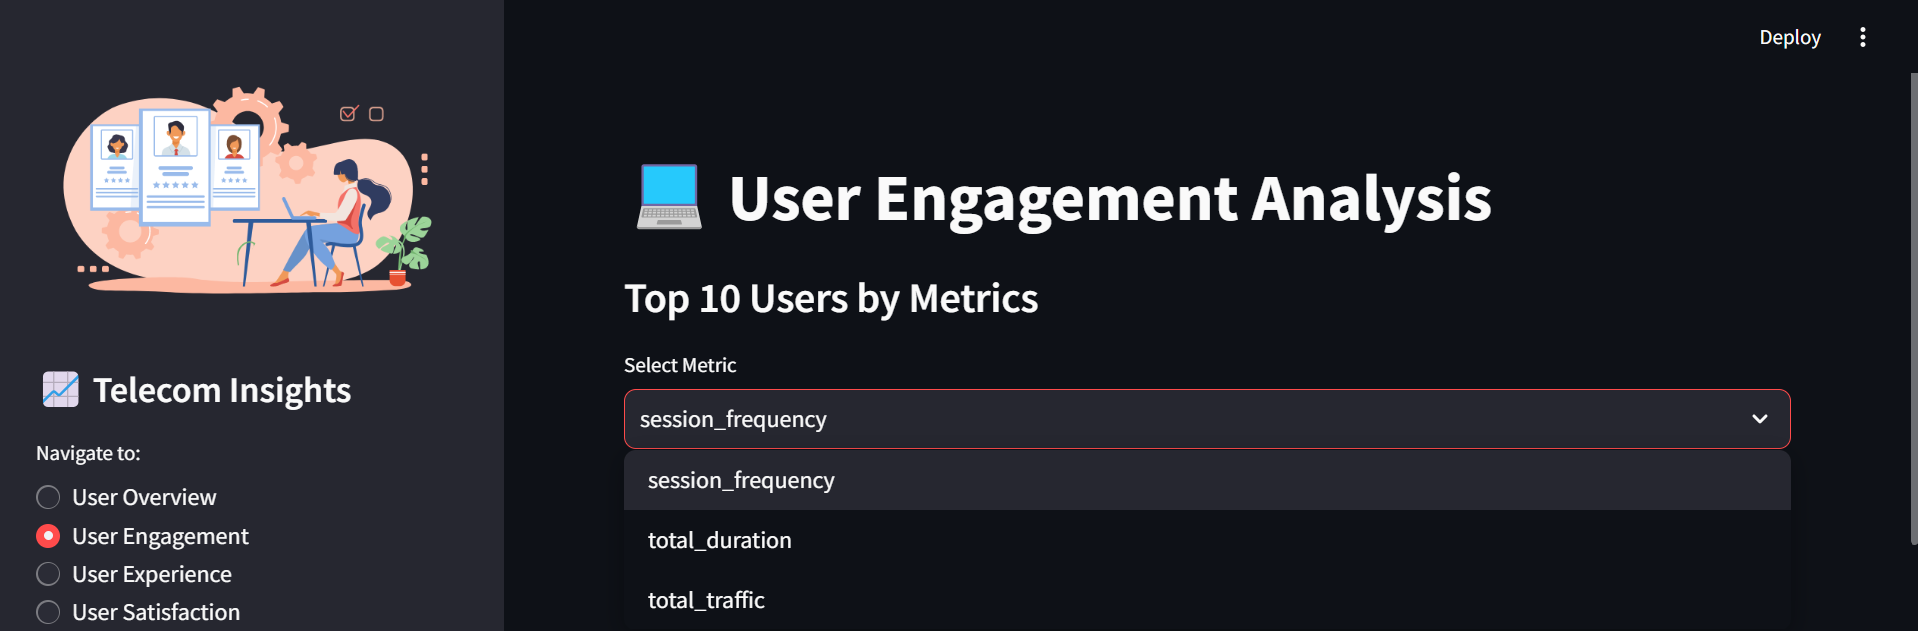 Deploy
User Engagement Analysis
Top 10 Users by Metrics
Select Metric
session_frequency
session_frequency
total_duration
total_traffic
Telecom Insights
Navigate to:
User Overview
User Engagement
User Experience
User Satisfaction